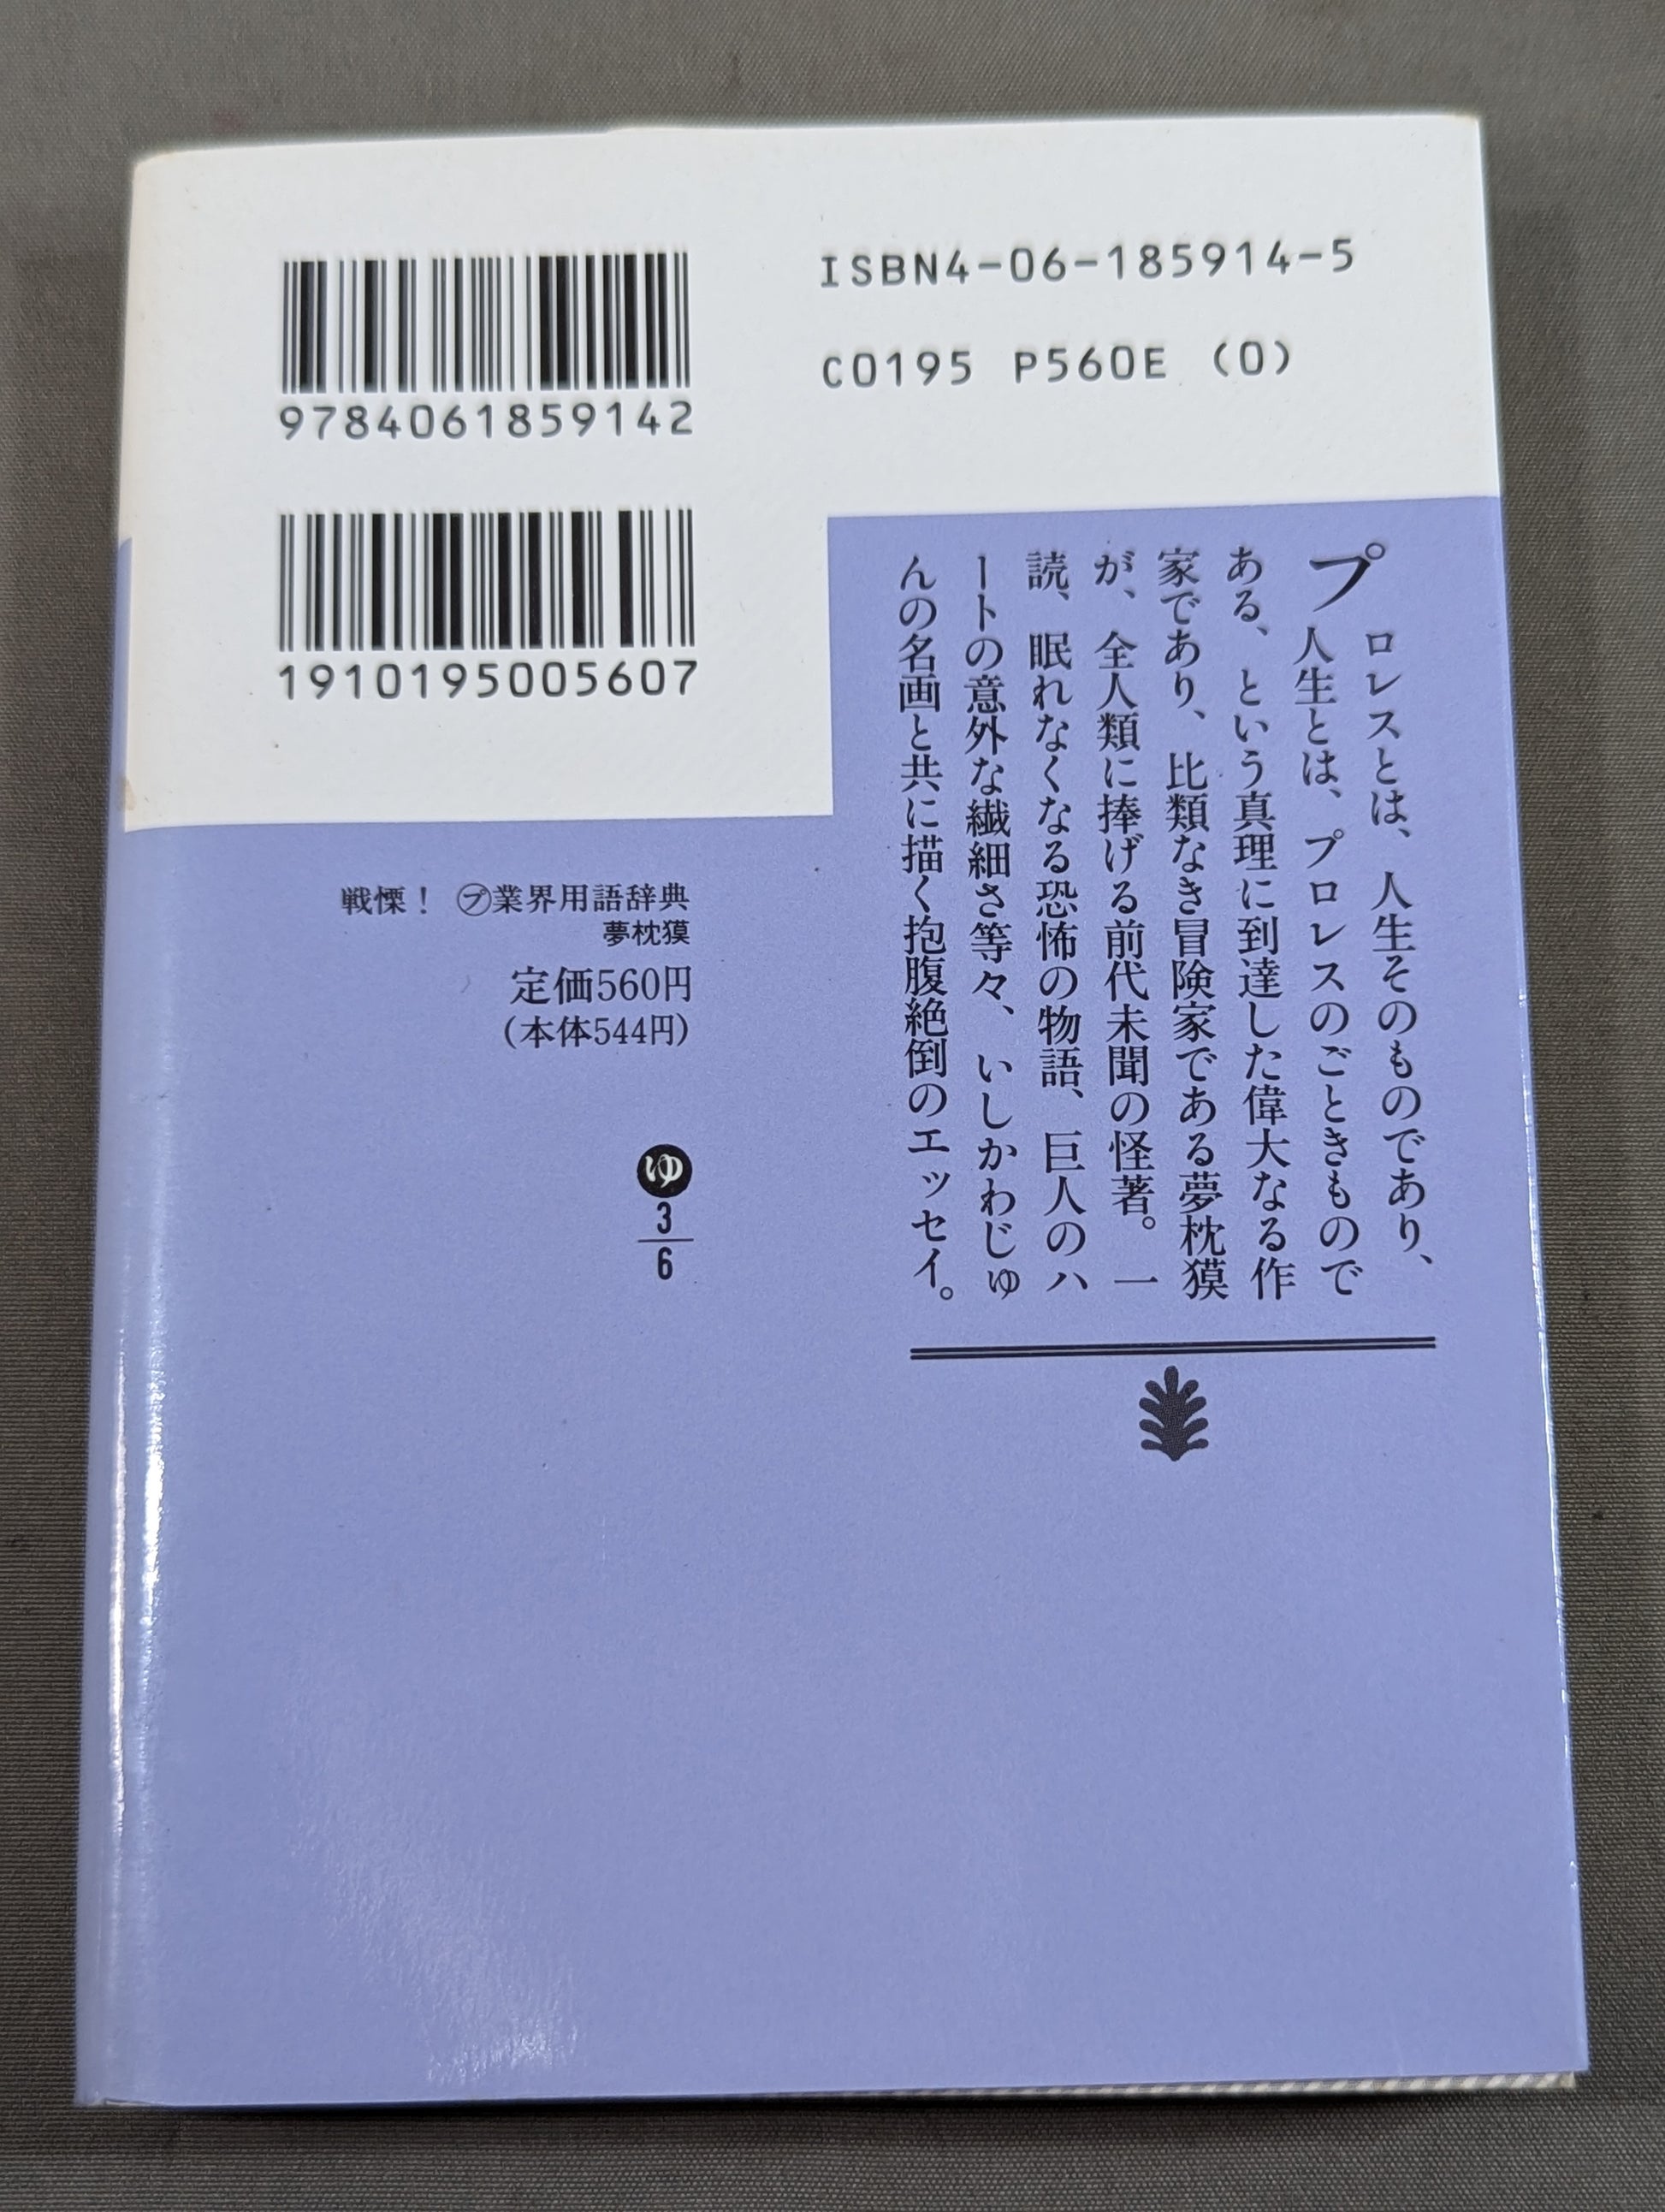 ISBN4-06-185914-5
C0195 P560E (0)
9784061859142
1910195005607
プロレスとは、人生そのものであり、
人生とは、プロレスのごときもので
ある、という真理に到達した偉大なる作
家であり、比類なき冒険家である夢枕獏
が、全人類に捧げる前代未聞の怪著。一
読、眠れなくなる恐怖の物語、巨人のハ
ートの意外な繊細さ等々、いしかわじゅ
んの名画と共に描く抱腹絶倒のエッセイ。
戦慄！ ㋫業界用語辞典
夢枕獏
定価560円
(本体544円)
ゆ
3
6